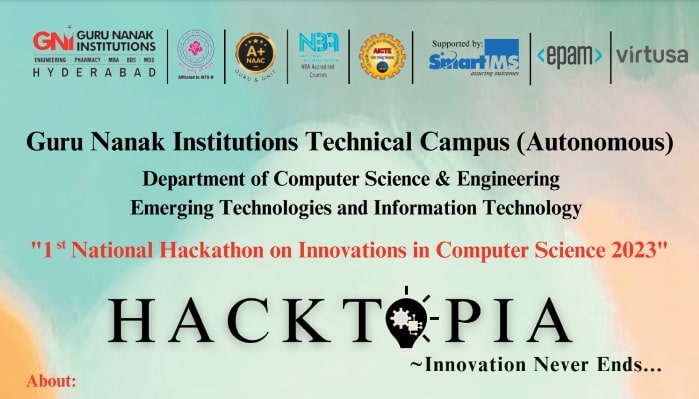 GNI GURU NANAK INSTITUTIONS
ENGINEERING · PHARMACY · MBA · BDS · MDS
HYDERABAD
Affiliated to JNTU-H
A+
NAAC
GURU & GNIT
NBA
NBA Accredited
Courses
AICTE
Supported by:
SmartIMS
assuring outcomes
<epam>
virtusa
Guru Nanak Institutions Technical Campus (Autonomous)
Department of Computer Science & Engineering
Emerging Technologies and Information Technology
"1st National Hackathon on Innovations in Computer Science 2023"
HACKTOPIA
~Innovation Never Ends...
About: